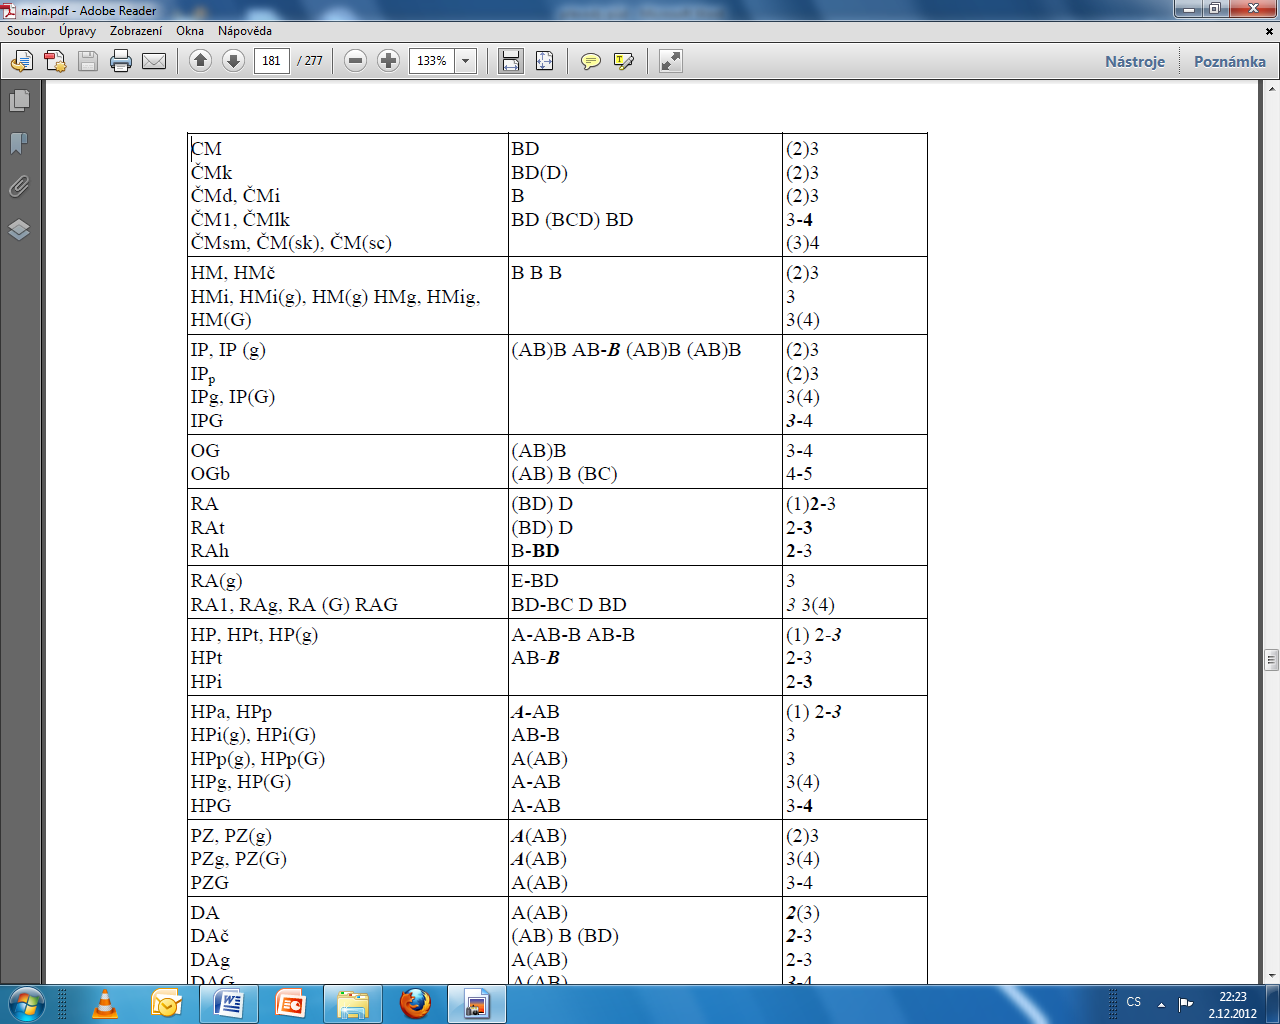 main.pdf - Adobe Reader
Soubor Úpravy Zobrazení Okna Nápověda
181 / 277 133% Nástroje Poznámka
CM BD (2)3
ČMk BD(D) (2)3
ČMd, ČMi B (2)3
ČM1, ČMlk BD (BCD) BD 3-4
ČMsm, ČM(sk), ČM(sc) (3)4
HM, HMč B B B (2)3
HMi, HMi(g), HM(g) HMg, HMig, 3
HM(G) 3(4)
IP, IP (g) (AB)B AB-B (AB)B (AB)B (2)3
IPp (2)3
IPg, IP(G) 3(4)
IPG 3-4
OG (AB)B 3-4
OGb (AB) B (BC) 4-5
RA (BD) D (1)2-3
RAt (BD) D 2-3
RAh B-BD 2-3
RA(g) E-BD 3
RA1, RAg, RA (G) RAG BD-BC D BD 3 3(4)
HP, HPt, HP(g) A-AB-B AB-B (1) 2-3
HPt AB-B 2-3
HPi 2-3
HPa, HPp A-AB (1) 2-3
HPi(g), HPi(G) AB-B 3
HPp(g), HPp(G) A(AB) 3
HPg, HP(G) A-AB 3(4)
HPG A-AB 3-4
PZ, PZ(g) A(AB) (2)3
PZg, PZ(G) A(AB) 3(4)
PZG A(AB) 3-4
DA A(AB) 2(3)
DAč (AB) B (BD) 2-3
DAg A(AB) 2-3
DAG A(AB) 3-4
CS 22:23
2.12.2012